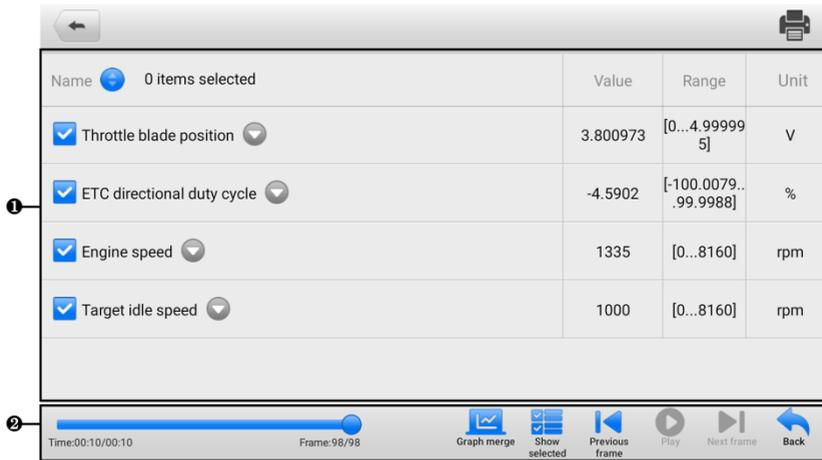 Name 0 items selected Value Range Unit
Throttle blade position 3.800973 [0...4.99999
5] V
ETC directional duty cycle -4.5902 [-100.0079..
.99.9988] %
Engine speed 1335 [0...8160] rpm
Target idle speed 1000 [0...8160] rpm
❶
❷
Time:00:10/00:10 Frame:98/98
Graph merge
Show
selected
Previous
frame
Play
Next frame
Back